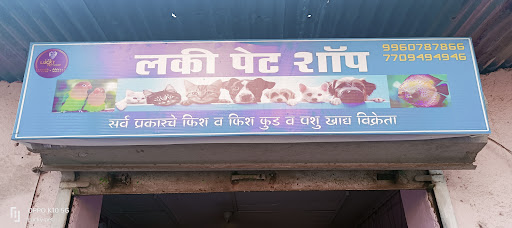 लकी पेट शॉप
9960787866
7709494946
सर्व प्रकारचे फिश व फिश फुड व पशु खाद्य विक्रेता